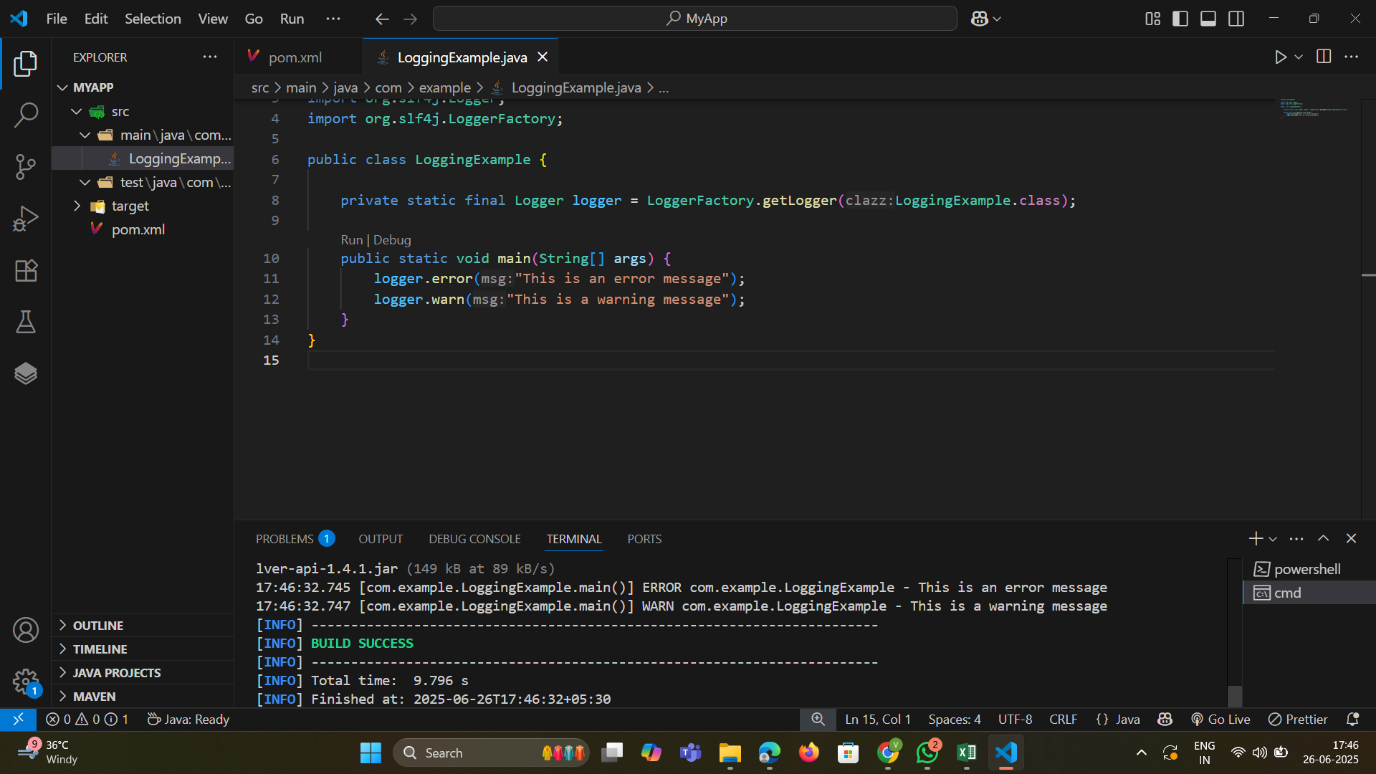 File Edit Selection View Go Run ··· MyApp
EXPLORER ···
MYAPP
src
main\java\com...
LoggingExamp...
test\java\com\...
target
pom.xml
OUTLINE
TIMELINE
JAVA PROJECTS
MAVEN
1
pom.xml LoggingExample.java
src > main > java > com > example > LoggingExample.java > ...
3 import org.slf4j.Logger;
4 import org.slf4j.LoggerFactory;
5
6 public class LoggingExample {
7
8 private static final Logger logger = LoggerFactory.getLogger(clazz:LoggingExample.class);
9
Run | Debug
10 public static void main(String[] args) {
11 logger.error(msg:"This is an error message");
12 logger.warn(msg:"This is a warning message");
13 }
14 }
15
PROBLEMS 1 OUTPUT DEBUG CONSOLE TERMINAL PORTS
powershell
cmd
lver-api-1.4.1.jar (149 kB at 89 kB/s)
17:46:32.745 [com.example.LoggingExample.main()] ERROR com.example.LoggingExample - This is an error message
17:46:32.747 [com.example.LoggingExample.main()] WARN com.example.LoggingExample - This is a warning message
[INFO] ------------------------------------------------------------------------
[INFO] BUILD SUCCESS
[INFO] ------------------------------------------------------------------------
[INFO] Total time:  9.796 s
[INFO] Finished at: 2025-06-26T17:46:32+05:30
0 0 1 Java: Ready Ln 15, Col 1 Spaces: 4 UTF-8 CRLF {} Java Go Live Prettier
9 36°C
Windy
Search
2
ENG
IN
17:46
26-06-2025